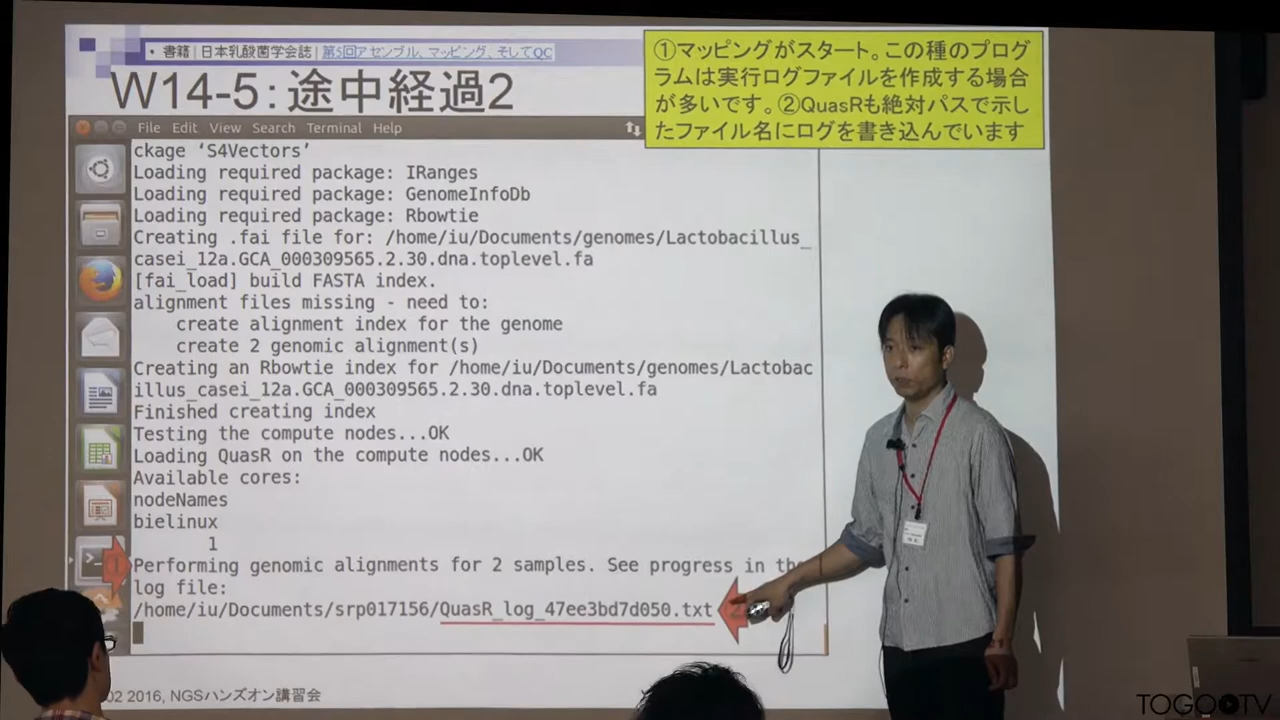 • 書籍 | 日本乳酸菌学会誌 | 第5回アセンブル、マッピング、そしてQC
W14-5：途中経過2
①マッピングがスタート。この種のプログ
ラムは実行ログファイルを作成する場合
が多いです。②QuasRも絶対パスで示し
たファイル名にログを書き込んでいます
File Edit View Search Terminal Help
ckage ‘S4Vectors’
Loading required package: IRanges
Loading required package: GenomeInfoDb
Loading required package: Rbowtie
Creating .fai file for: /home/iu/Documents/genomes/Lactobacillus_
casei_12a.GCA_000309565.2.30.dna.toplevel.fa
[fai_load] build FASTA index.
alignment files missing - need to:
create alignment index for the genome
create 2 genomic alignment(s)
Creating an Rbowtie index for /home/iu/Documents/genomes/Lactobac
illus_casei_12a.GCA_000309565.2.30.dna.toplevel.fa
Finished creating index
Testing the compute nodes...OK
Loading QuasR on the compute nodes...OK
Available cores:
nodeNames
bielinux
1
①
Performing genomic alignments for 2 samples. See progress in the
log file:
/home/iu/Documents/srp017156/QuasR_log_47ee3bd7d050.txt
02 2016, NGSハンズオン講習会
TOGOTV